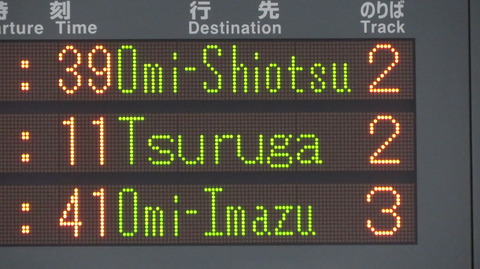 時 刻 行 先 のりば
arture Time Destination Track
: 39 Omi-Shiotsu 2
: 11 Tsuruga 2
: 41 Omi-Imazu 3